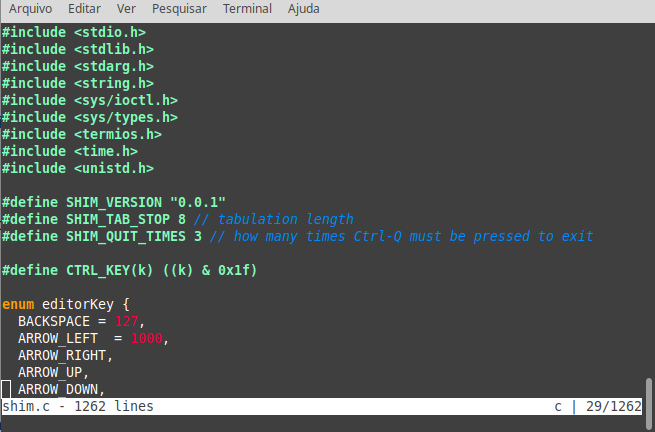 Arquivo Editar Ver Pesquisar Terminal Ajuda
#include <stdio.h>
#include <stdlib.h>
#include <stdarg.h>
#include <string.h>
#include <sys/ioctl.h>
#include <sys/types.h>
#include <termios.h>
#include <time.h>
#include <unistd.h>

#define SHIM_VERSION "0.0.1"
#define SHIM_TAB_STOP 8 // tabulation length
#define SHIM_QUIT_TIMES 3 // how many times Ctrl-Q must be pressed to exit

#define CTRL_KEY(k) ((k) & 0x1f)

enum editorKey {
  BACKSPACE = 127,
  ARROW_LEFT  = 1000,
  ARROW_RIGHT,
  ARROW_UP,
  ARROW_DOWN,
shim.c - 1262 lines c | 29/1262